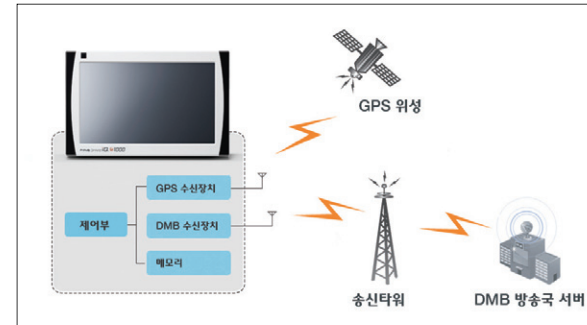 GPS 위성
GPS 수신장치
제어부
DMB 수신장치
메모리
송신타워
DMB 방송국 서버